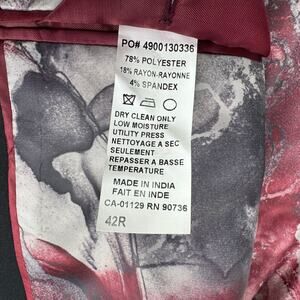 PO# 4900130336
78% POLYESTER
18% RAYON-RAYONNE
4% SPANDEX
DRY CLEAN ONLY
LOW MOISTURE
UTILITY PRESS
NETTOYAGE A SEC
SEULEMENT
REPASSER A BASSE
TEMPERATURE
MADE IN INDIA
FAIT EN INDE
CA-01129 RN 90736
42R